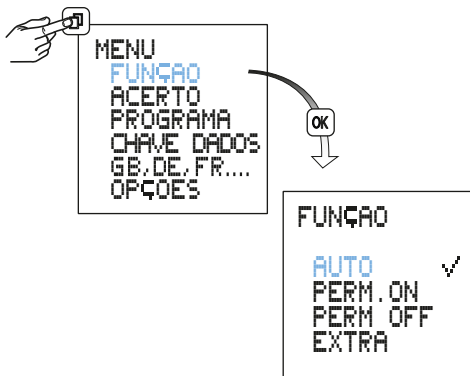 MENU
FUNÇAO
ACERTO
PROGRAMA
CHAVE DADOS
GB,DE,FR....
OPÇOES
OK
FUNÇAO
AUTO ✓
PERM.ON
PERM OFF
EXTRA